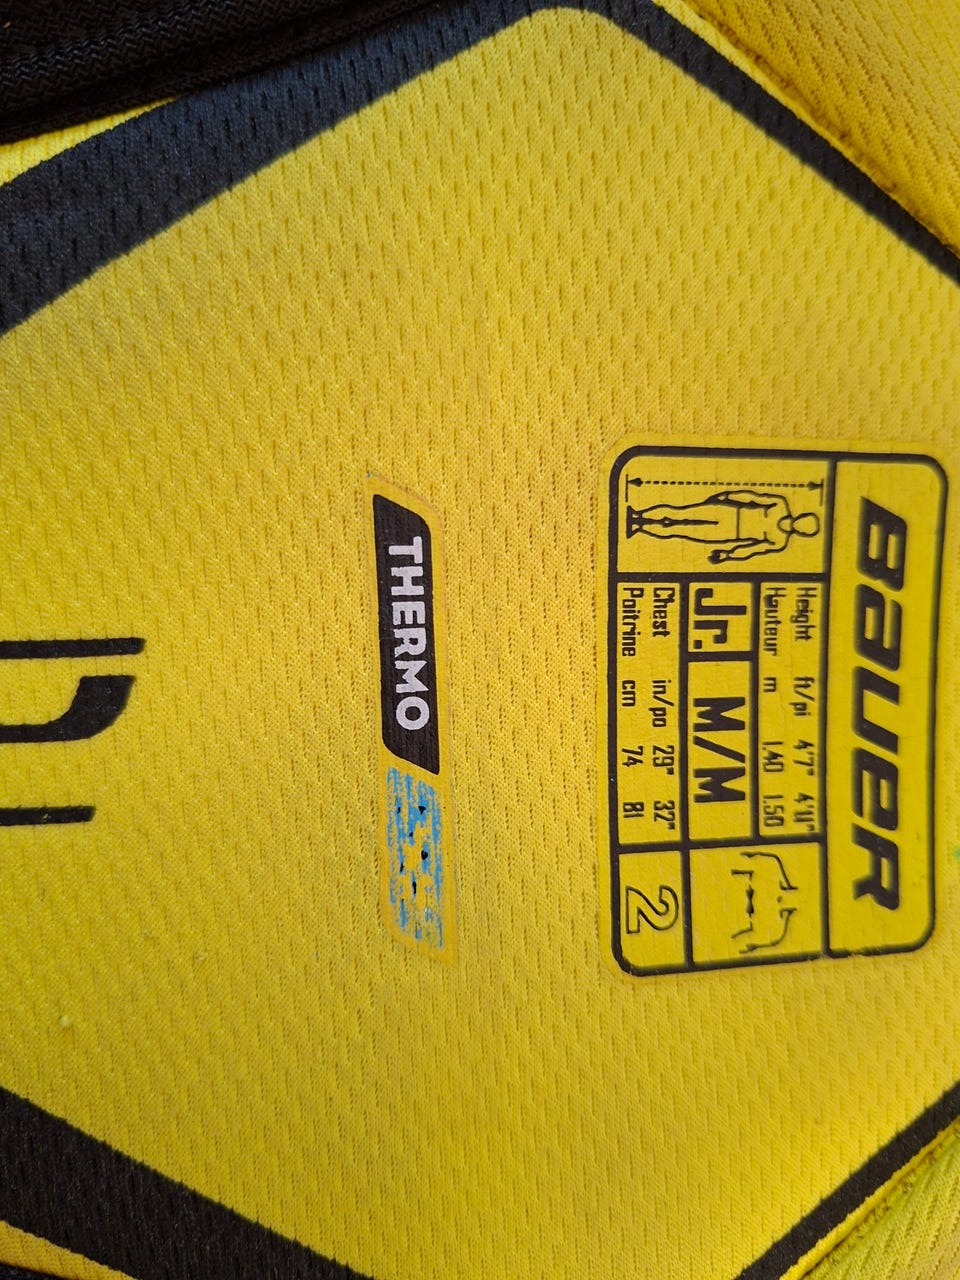 BAUER
Height ft/pi 4'7" 4'11"
Hauteur m 1.40 1.50
Jr. M/M
Chest in/po 29" 32"
Poitrine cm 74 81
2
THERMO